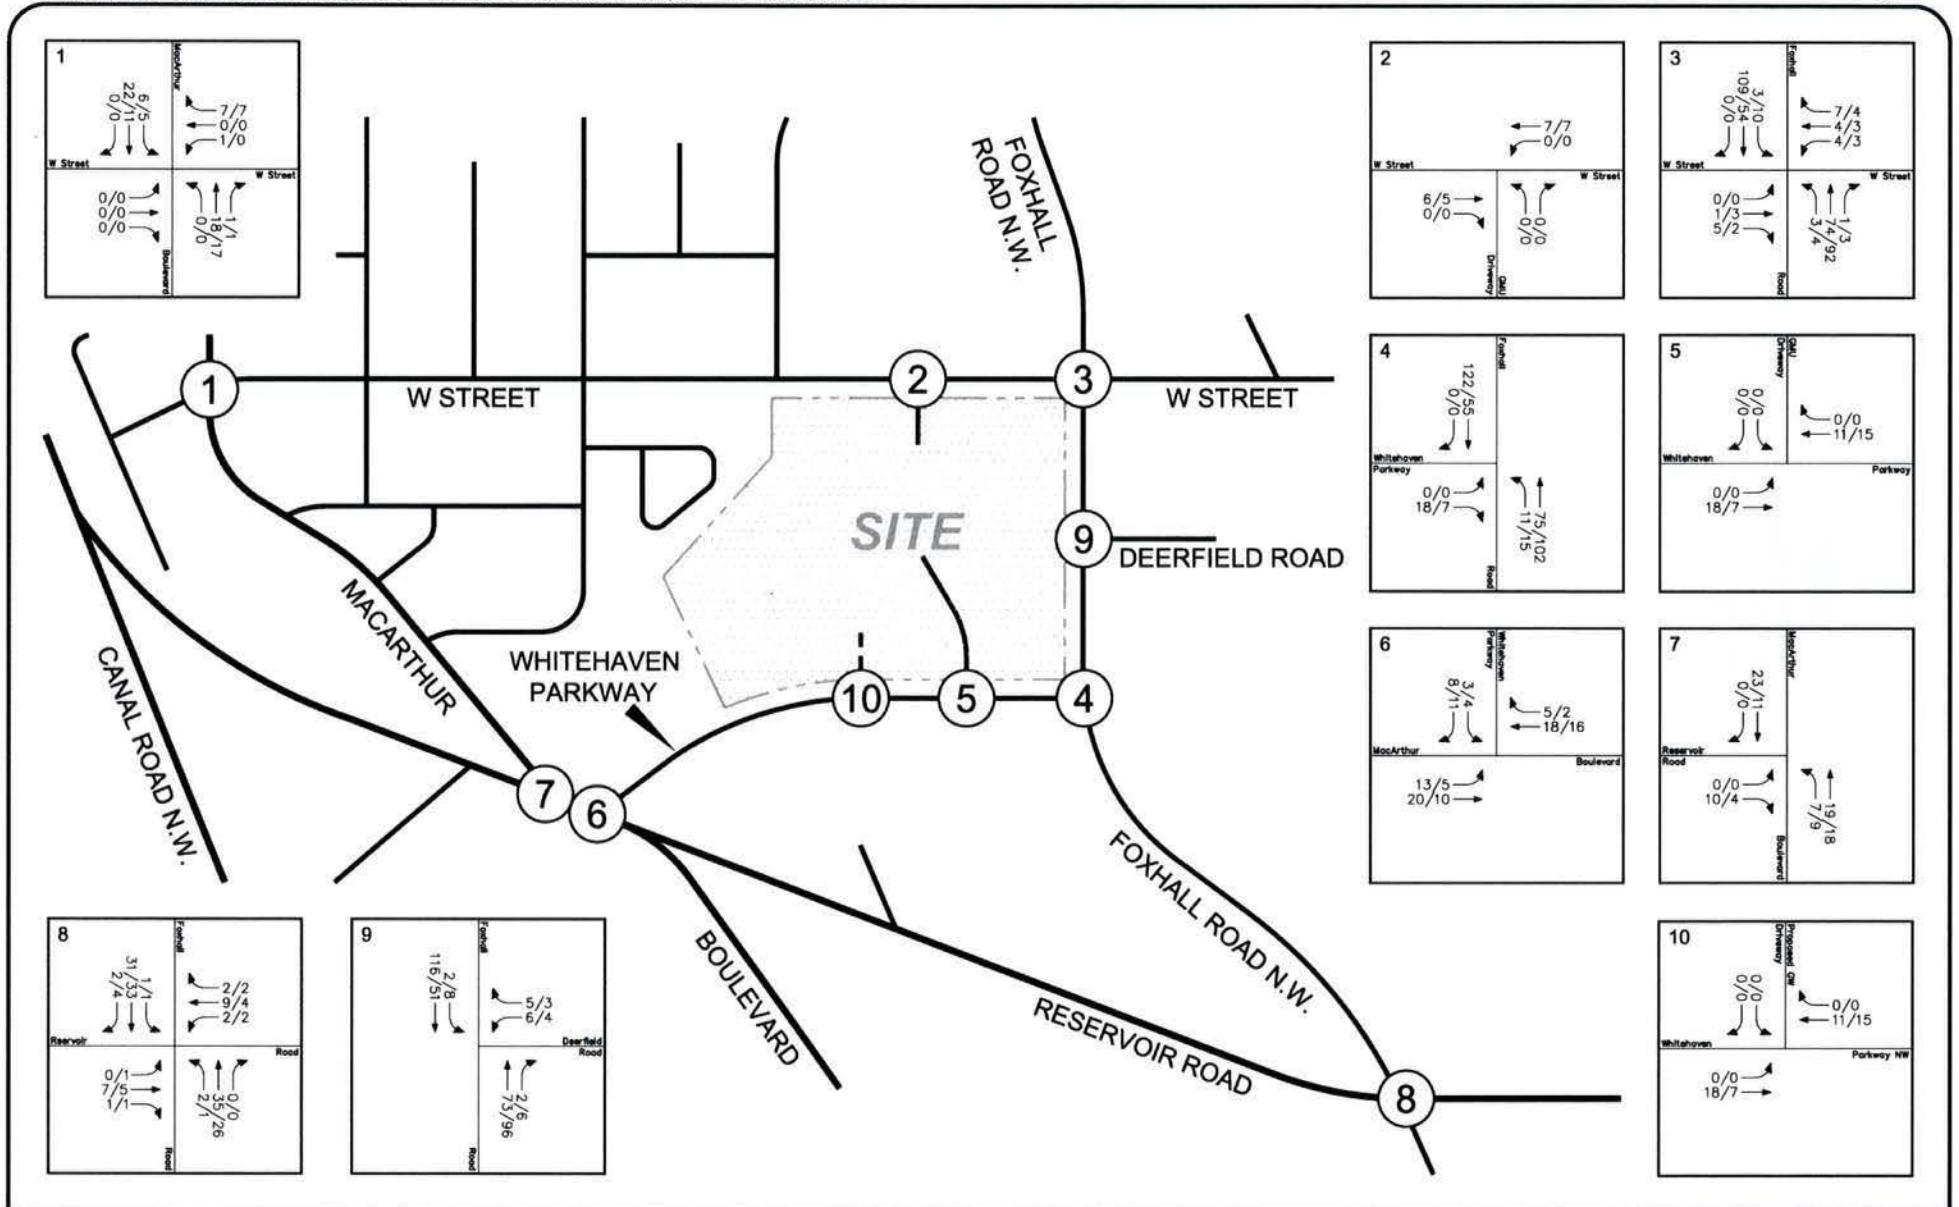 1
MacArthur
6/5
22/11
0/0
7/7
0/0
1/0
W Street
W Street
0/0
0/0
0/0
1/1
18/17
0/0
Boulevard
2
7/7
0/0
W Street
W Street
6/5
0/0
0/0
0/0
Driveway
GMU
3
Foxhall
3/10
109/54
0/0
7/4
4/3
4/3
W Street
W Street
0/0
1/3
5/2
1/3
74/92
3/4
Road
FOXHALL
ROAD N.W.
1
W STREET
2
3
W STREET
4
Foxhall
122/55
0/0
Whitehaven
Parkway
0/0
18/7
75/102
11/15
Road
5
GMU
Driveway
0/0
0/0
0/0
11/15
Whitehaven
Parkway
0/0
18/7
SITE
9
DEERFIELD ROAD
MACARTHUR
CANAL ROAD N.W.
WHITEHAVEN
PARKWAY
10
5
4
7
6
6
Whitehaven
Parkway
3/4
8/11
5/2
18/16
MacArthur
Boulevard
13/5
20/10
7
MacArthur
23/11
0/0
Reservoir
Road
0/0
10/4
19/18
7/9
Boulevard
FOXHALL ROAD N.W.
BOULEVARD
RESERVOIR ROAD
8
8
Foxhall
1/1
31/33
2/4
2/2
9/4
2/2
Reservoir
Road
0/1
7/5
1/1
0/0
35/26
2/1
Road
9
Foxhall
2/8
116/51
5/3
6/4
Deerfield
Road
2/6
73/96
Road
10
Proposed GW
Driveway
0/0
0/0
0/0
11/15
Whitehaven
Parkway NW
0/0
18/7